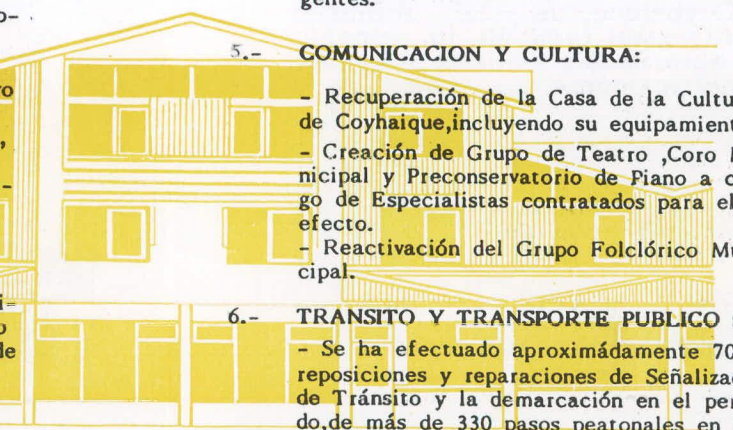 o-
vo
,
-
i=
o
de
gentes.
5.- COMUNICACION Y CULTURA:
- Recuperación de la Casa de la Cultu
de Coyhaique,incluyendo su equipamient
- Creación de Grupo de Teatro ,Coro M
nicipal y Preconservatorio de Piano a c
go de Especialistas contratados para el
efecto.
- Reactivación del Grupo Folclórico Mu
cipal.
6.- TRANSITO Y TRANSPORTE PUBLICO :
- Se ha efectuado aproximádamente 70
reposiciones y reparaciones de Señaliza
de Tránsito y la demarcación en el per
do,de más de 330 pasos peatonales en